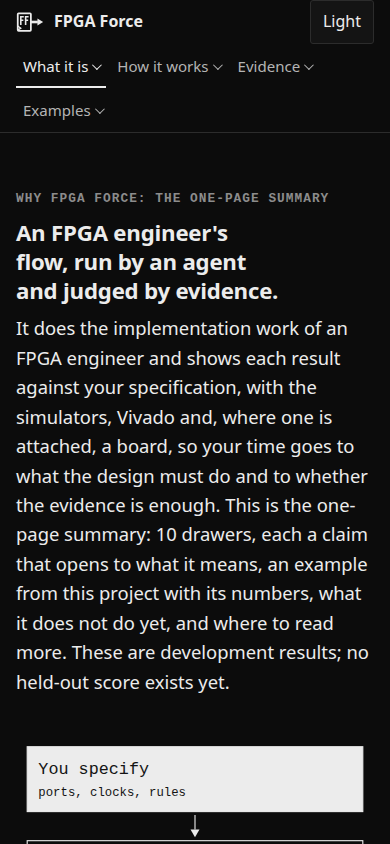 FF
FPGA Force
Light
What it is
How it works
Evidence
Examples
WHY FPGA FORCE: THE ONE-PAGE SUMMARY
An FPGA engineer's
flow, run by an agent
and judged by evidence.
It does the implementation work of an
FPGA engineer and shows each result
against your specification, with the
simulators, Vivado and, where one is
attached, a board, so your time goes to
what the design must do and to whether
the evidence is enough. This is the one-
page summary: 10 drawers, each a claim
that opens to what it means, an example
from this project with its numbers, what
it does not do yet, and where to read
more. These are development results; no
held-out score exists yet.
You specify
ports, clocks, rules